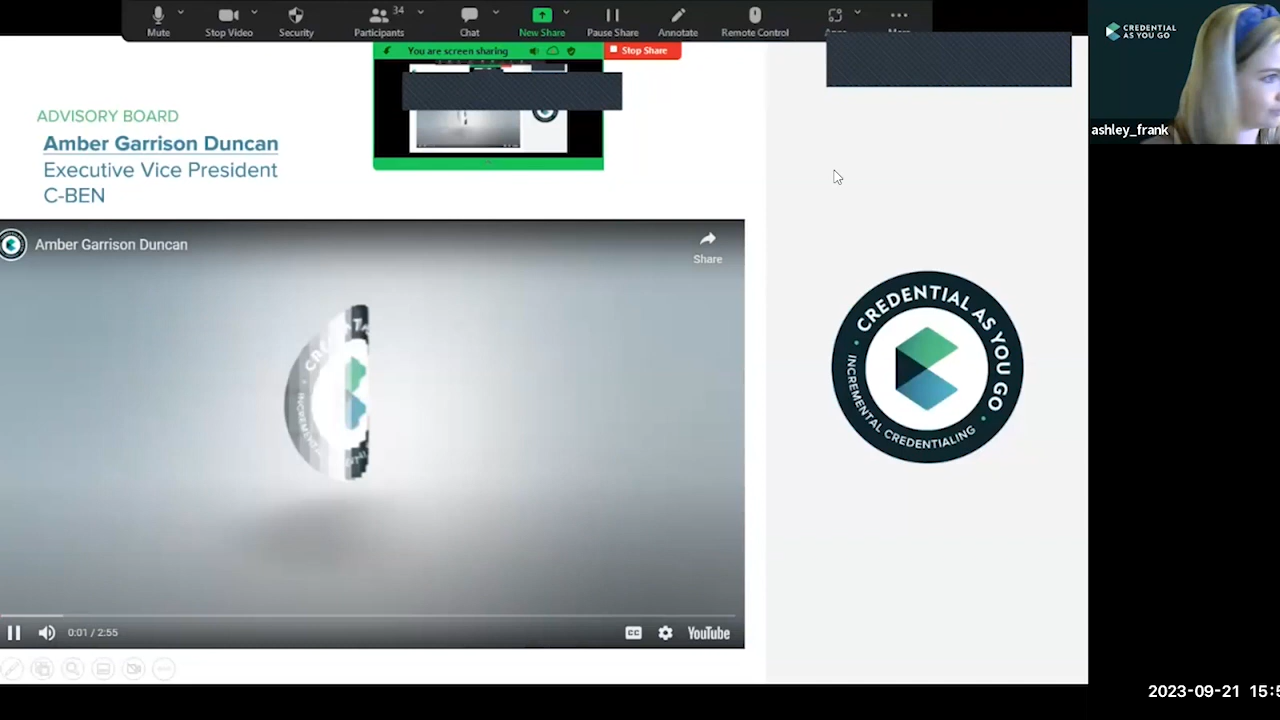 34
Mute
Stop Video
Security
Participants
Chat
New Share
Pause Share
Annotate
Remote Control
You are screen sharing
Stop Share
CREDENTIAL
AS YOU GO
ashley_frank
ADVISORY BOARD
Amber Garrison Duncan
Executive Vice President
C-BEN
Amber Garrison Duncan
Share
CREDENTIAL AS YOU GO
INCREMENTAL CREDENTIALING
0:01 / 2:55
CC
YouTube
2023-09-21 15:5